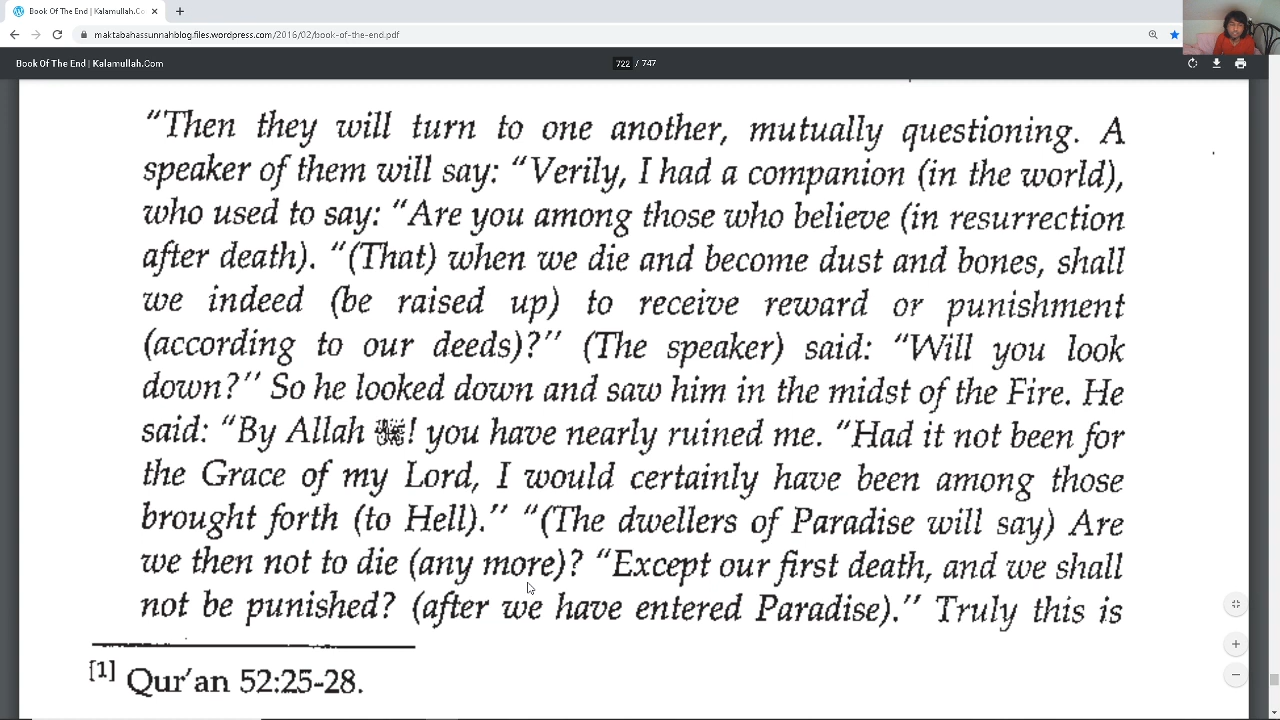 Book Of The End | Kalamullah.Co
maktabahassunnahblog.files.wordpress.com/2016/02/book-of-the-end.pdf
Book Of The End | Kalamullah.Com
722 / 747
“Then they will turn to one another, mutually questioning. A
speaker of them will say: “Verily, I had a companion (in the world),
who used to say: “Are you among those who believe (in resurrection
after death). “(That) when we die and become dust and bones, shall
we indeed (be raised up) to receive reward or punishment
(according to our deeds)?” (The speaker) said: “Will you look
down?” So he looked down and saw him in the midst of the Fire. He
said: “By Allah ﷻ! you have nearly ruined me. “Had it not been for
the Grace of my Lord, I would certainly have been among those
brought forth (to Hell).” “(The dwellers of Paradise will say) Are
we then not to die (any more)? “Except our first death, and we shall
not be punished? (after we have entered Paradise).” Truly this is
[1] Qur’an 52:25-28.